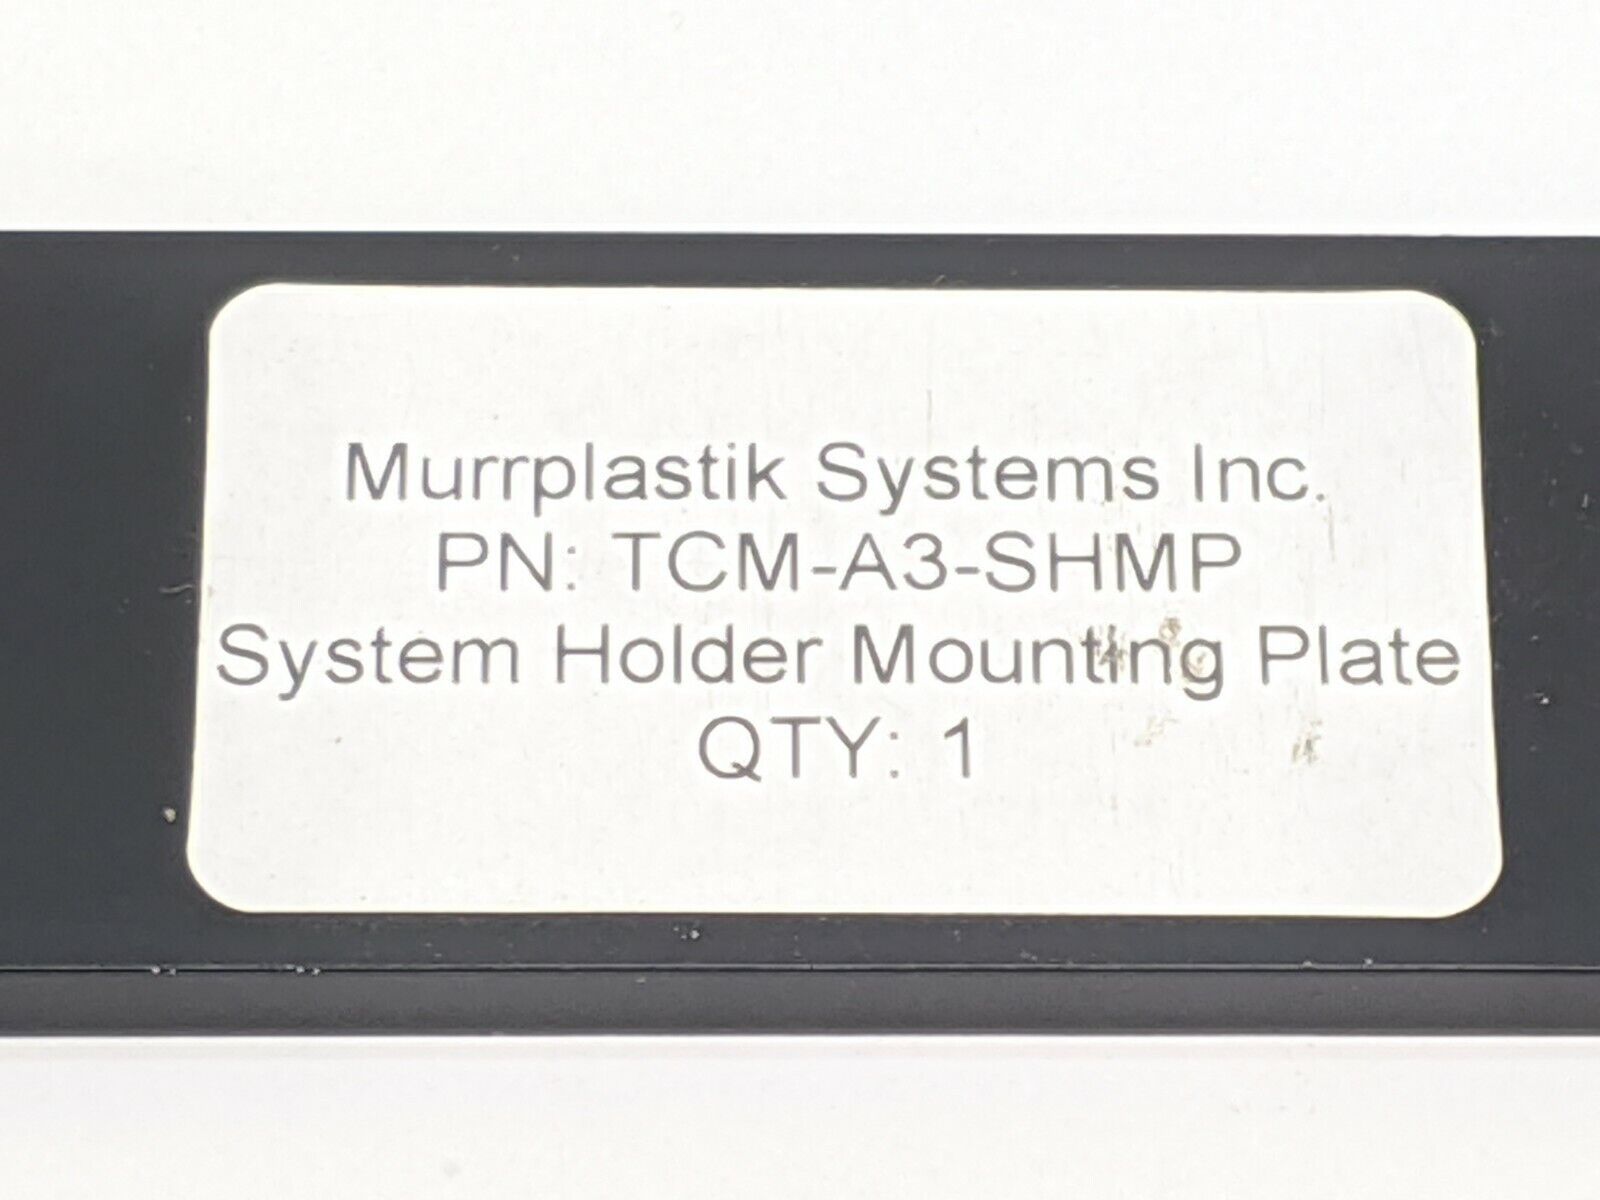 Murrplastik Systems Inc.
PN: TCM-A3-SHMP
System Holder Mounting Plate
QTY: 1